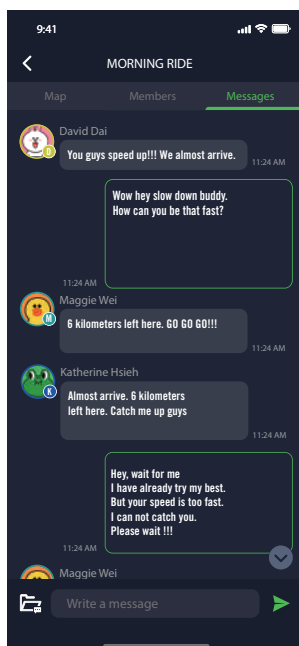 9:41
MORNING RIDE
Map Members Messages
David Dai
D
You guys speed up!!! We almost arrive.
11:24 AM
Wow hey slow down buddy.
How can you be that fast?
11:24 AM
Maggie Wei
M
6 kilometers left here. GO GO GO!!!
11:24 AM
Katherine Hsieh
K
Almost arrive. 6 kilometers
left here. Catch me up guys
11:24 AM
Hey, wait for me
I have already try my best.
But your speed is too fast.
I can not catch you.
Please wait !!!
11:24 AM
Maggie Wei
Write a message